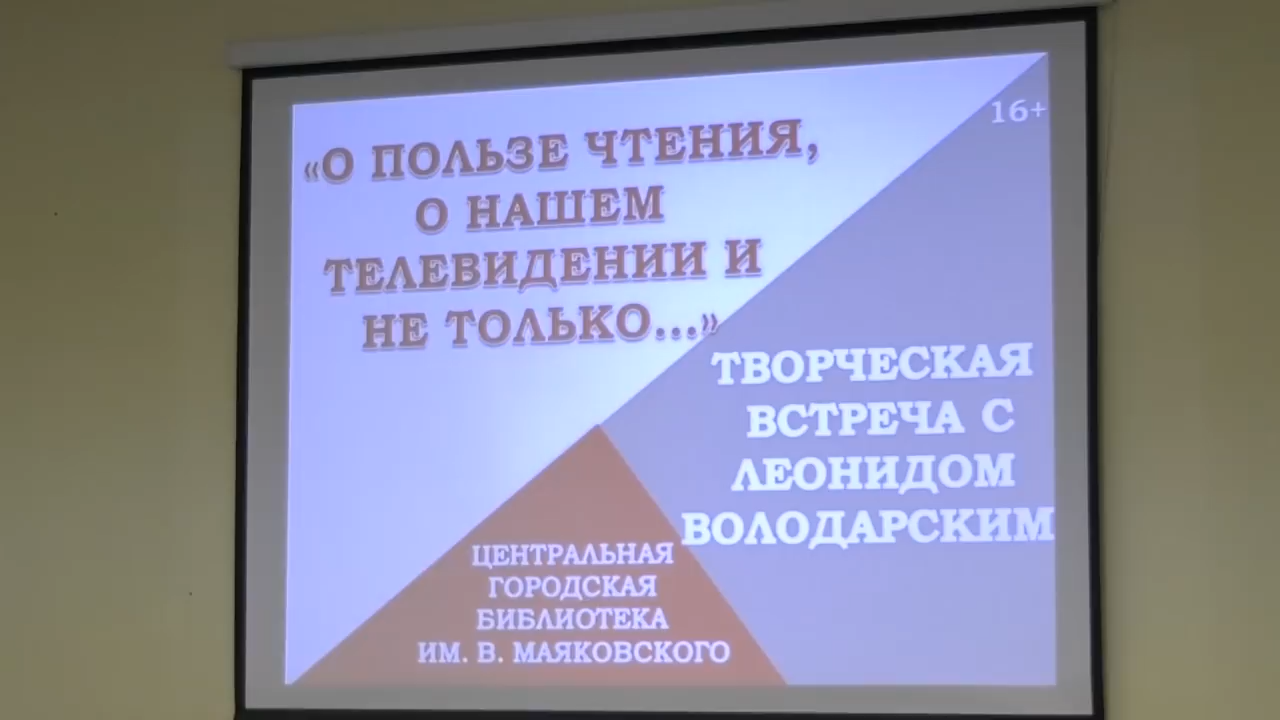 16+
«О ПОЛЬЗЕ ЧТЕНИЯ,
О НАШЕМ
ТЕЛЕВИДЕНИИ И
НЕ ТОЛЬКО...»
ТВОРЧЕСКАЯ
ВСТРЕЧА С
ЛЕОНИДОМ
ВОЛОДАРСКИМ
ЦЕНТРАЛЬНАЯ
ГОРОДСКАЯ
БИБЛИОТЕКА
ИМ. В. МАЯКОВСКОГО